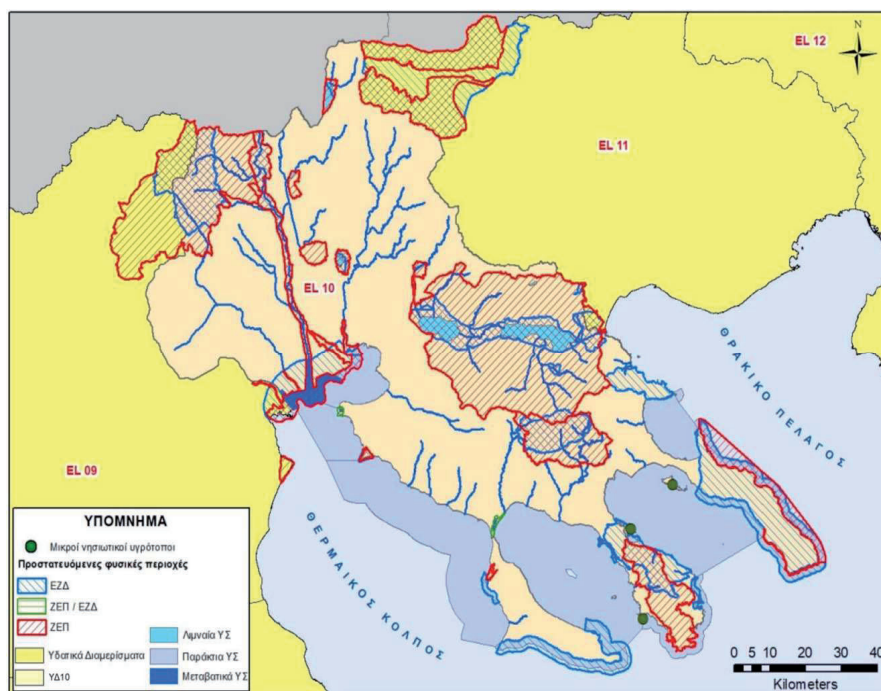 EL 12
N
EL 11
EL 10
EL 09
ΘΡΑΚΙΚΟ ΠΕΛΑΓΟΣ
ΘΕΡΜΑΙΚΟΣ ΚΟΛΠΟΣ
ΥΠΟΜΝΗΜΑ
Μικροί νησιωτικοί υγρότοποι
Προστατευόμενες φυσικές περιοχές
ΕΖΔ
ΖΕΠ / ΕΖΔ
ΖΕΠ
Υδατικά Διαμερίσματα
ΥΔ10
Λιμναία ΥΣ
Παράκτια ΥΣ
Μεταβατικά ΥΣ
0 5 10 20 30 40
Kilometers